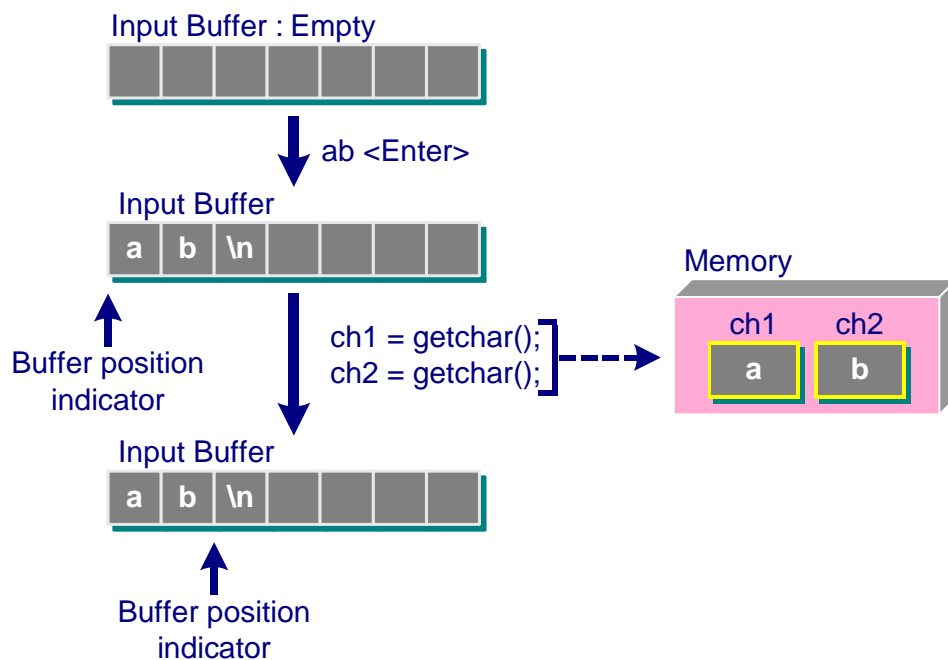 Input Buffer : Empty
ab <Enter>
Input Buffer
a b \n
Buffer position
indicator
ch1 = getchar();
ch2 = getchar();
Memory
ch1 ch2
a b
Input Buffer
a b \n
Buffer position
indicator